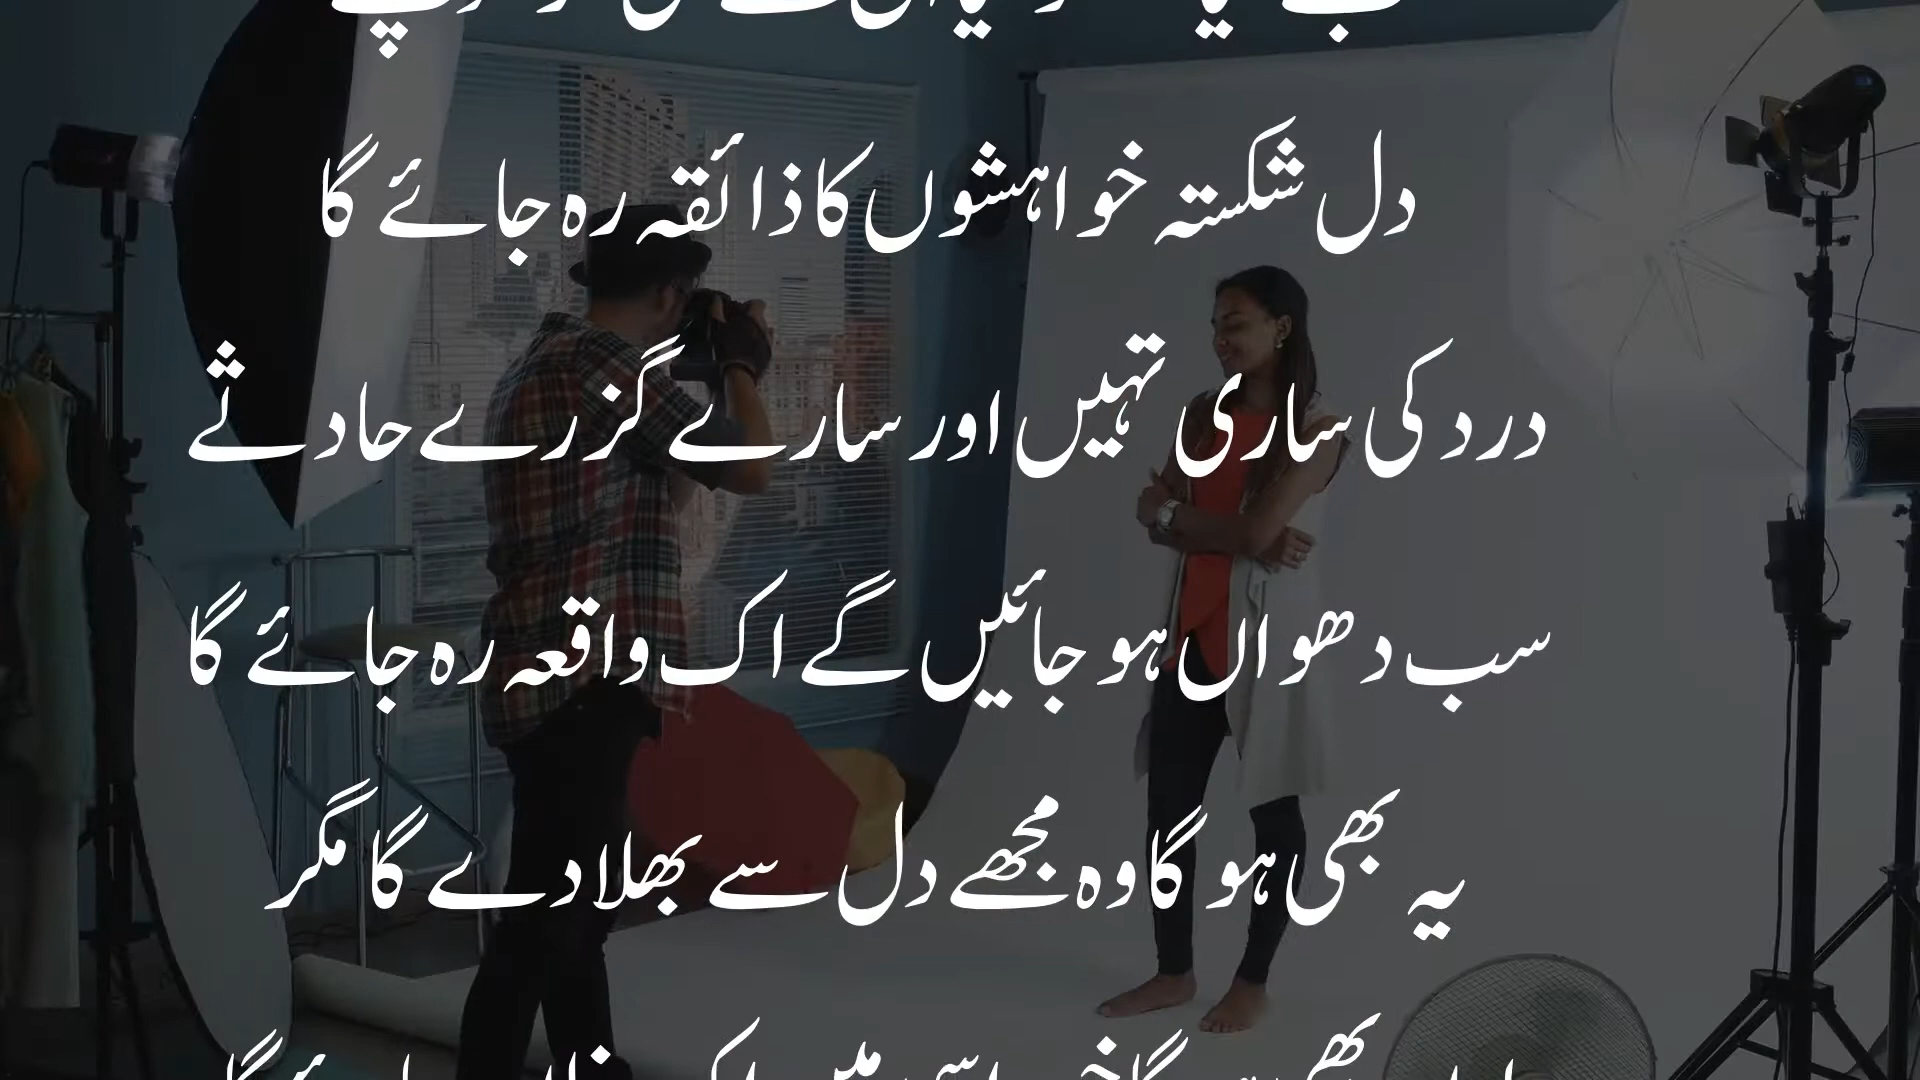 دل شکستہ خواہشوں کا ذائقہ رہ جائے گا
درد کی ساری تہیں اور سارے گزرے حادثے
سب دھواں ہو جائیں گے اک واقعہ رہ جائے گا
یہ بھی ہو گا وہ مجھے دل سے بھلا دے گا مگر